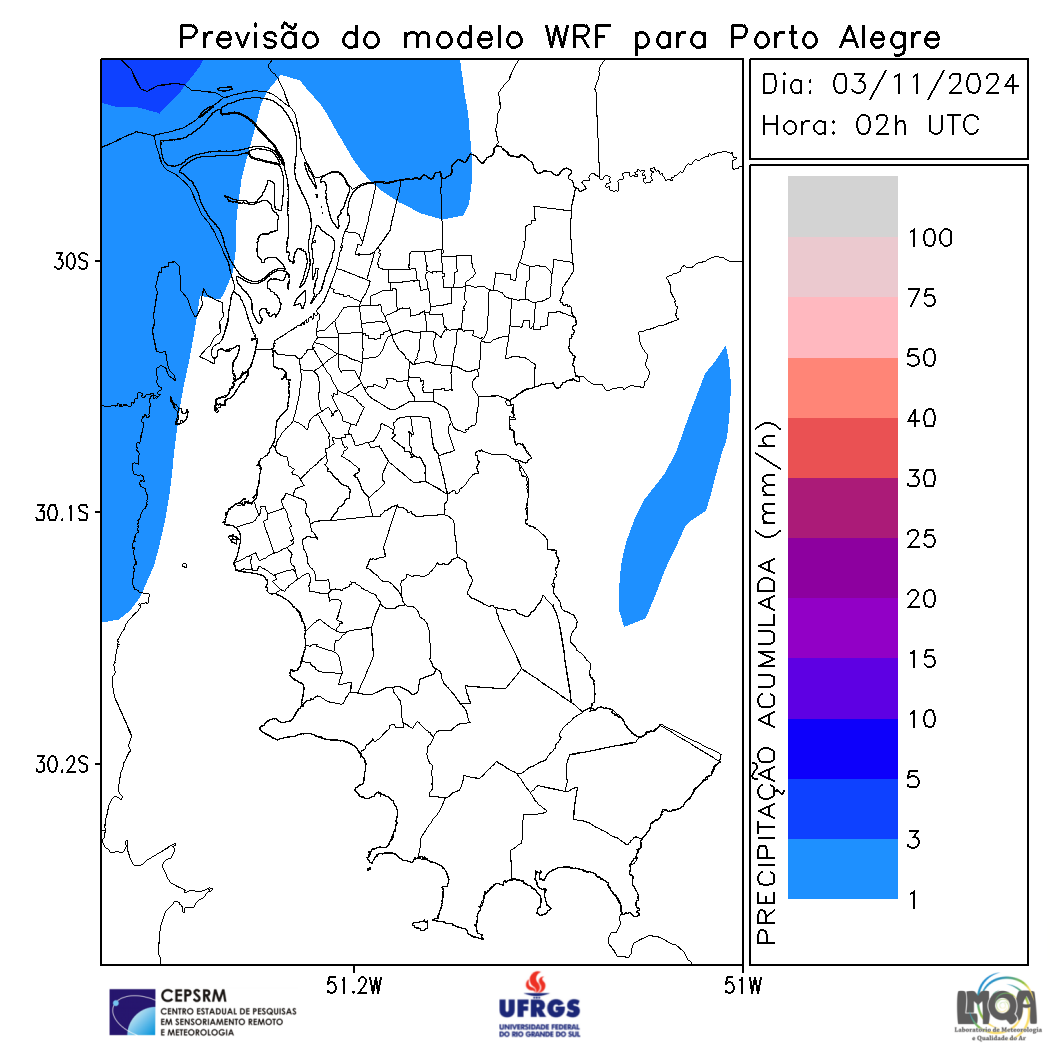 Previsão do modelo WRF para Porto Alegre
Dia: 03/11/2024
Hora: 02h UTC
30S
30.1S
30.2S
51.2W
51W
PRECIPITAÇÃO ACUMULADA (mm/h)
100
75
50
40
30
25
20
15
10
5
3
1
CEPSRM
CENTRO ESTADUAL DE PESQUISAS
EM SENSORIAMENTO REMOTO
E METEOROLOGIA
UFRGS
UNIVERSIDADE FEDERAL
DO RIO GRANDE DO SUL
LMQA
Laboratório de Meteorologia
e Qualidade do Ar